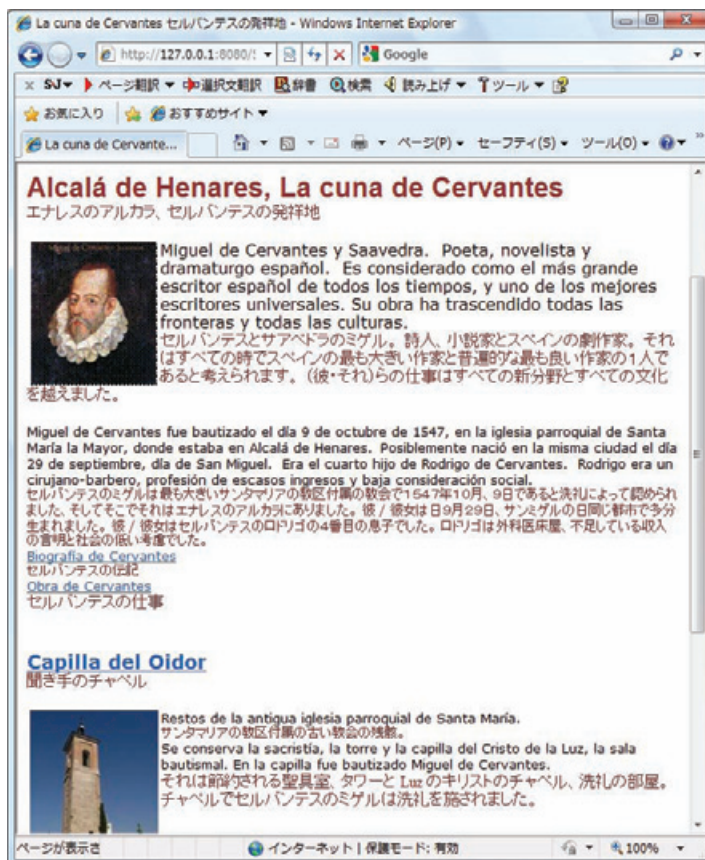 La cuna de Cervantes セルバンテスの発祥地 - Windows Internet Explorer
http://127.0.0.1:8080/
Google
SJ ページ翻訳 中⇄選択文翻訳 辞書 検索 読み上げ ツール
お気に入り おすすめサイト
La cuna de Cervante... ページ(P) セーフティ(S) ツール(O)
Alcalá de Henares, La cuna de Cervantes
エナレスのアルカラ、セルバンテスの発祥地
Miguel de Cervantes y Saavedra. Poeta, novelista y
dramaturgo español. Es considerado como el más grande
escritor español de todos los tiempos, y uno de los mejores
escritores universales. Su obra ha trascendido todas las
fronteras y todas las culturas.
セルバンテスとサアベドラのミゲル。詩人、小説家とスペインの劇作家。それ
はすべての時でスペインの最も大きい作家と普遍的な最も良い作家の1人で
あると考えられます。(彼・それ)らの仕事はすべての新分野とすべての文化
を越えました。
Miguel de Cervantes fue bautizado el día 9 de octubre de 1547, en la iglesia parroquial de Santa
María la Mayor, donde estaba en Alcalá de Henares. Posiblemente nació en la misma ciudad el día
29 de septiembre, día de San Miguel. Era el cuarto hijo de Rodrigo de Cervantes. Rodrigo era un
cirujano-barbero, profesión de escasos ingresos y baja consideración social.
セルバンテスのミゲルは最も大きいサンタマリアの教区付属の教会で1547年10月、9日であると洗礼によって認められ
ました、そしてそこでそれはエナレスのアルカラにありました。彼 / 彼女は日9月29日、サンミゲルの日同じ都市で多分
生まれました。彼 / 彼女はセルバンテスのロドリゴの4番目の息子でした。ロドリゴは外科医床屋、不足している収入
の言明と社会の低い考慮でした。
Biografía de Cervantes
セルバンテスの伝記
Obra de Cervantes
セルバンテスの仕事
Capilla del Oidor
聞き手のチャペル
Restos de la antigua iglesia parroquial de Santa María.
サンタマリアの教区付属の古い教会の残骸。
Se conserva la sacristía, la torre y la capilla del Cristo de la Luz, la sala
bautismal. En la capilla fue bautizado Miguel de Cervantes.
それは節約される聖具室、タワーと Luz のキリストのチャペル、洗礼の部屋。
チャペルでセルバンテスのミゲルは洗礼を施されました。
ページが表示さ インターネット | 保護モード: 有効 100%